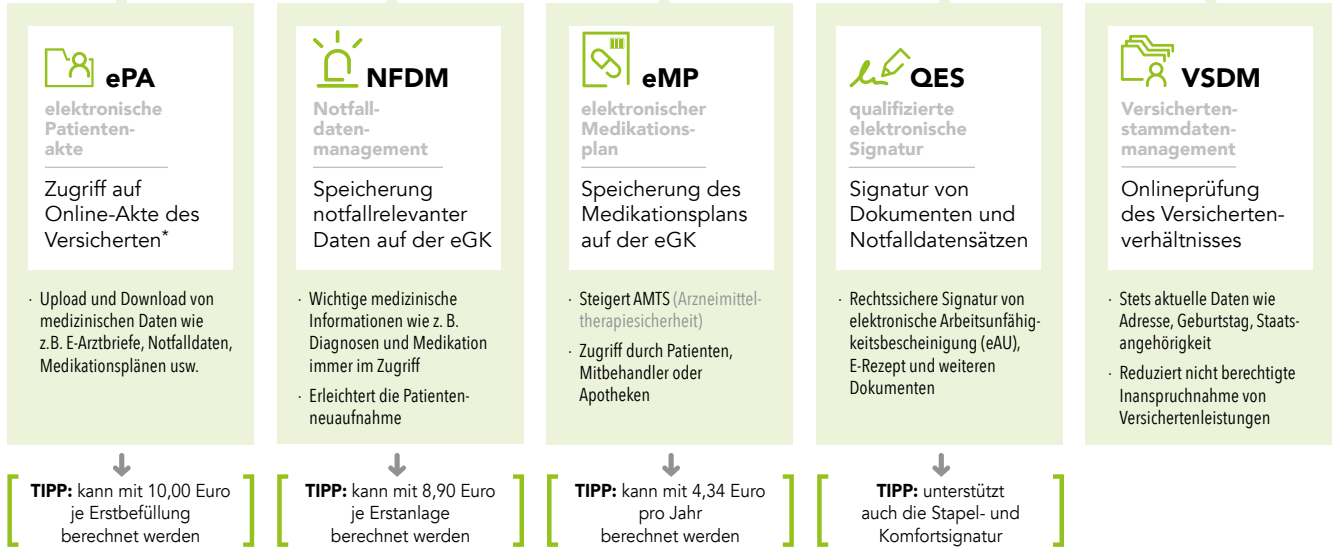 ePA
elektronische
Patienten-
akte
Zugriff auf
Online-Akte des
Versicherten*
· Upload und Download von
medizinischen Daten wie
z.B. E-Arztbriefe, Notfalldaten,
Medikationsplänen usw.
TIPP: kann mit 10,00 Euro
je Erstbefüllung
berechnet werden
NFDM
Notfall-
daten-
management
Speicherung
notfallrelevanter
Daten auf der eGK
· Wichtige medizinische
Informationen wie z. B.
Diagnosen und Medikation
immer im Zugriff
· Erleichtert die Patienten-
neuaufnahme
TIPP: kann mit 8,90 Euro
je Erstanlage
berechnet werden
eMP
elektronischer
Medikations-
plan
Speicherung des
Medikationsplans
auf der eGK
· Steigert AMTS (Arzneimittel-
therapiesicherheit)
· Zugriff durch Patienten,
Mitbehandler oder
Apotheken
TIPP: kann mit 4,34 Euro
pro Jahr
berechnet werden
QES
qualifizierte
elektronische
Signatur
Signatur von
Dokumenten und
Notfalldatensätzen
· Rechtssichere Signatur von
elektronische Arbeitsunfähig-
keitsbescheinigung (eAU),
E-Rezept und weiteren
Dokumenten
TIPP: unterstützt
auch die Stapel- und
Komfortsignatur
VSDM
Versicherten-
stammdaten-
management
Onlineprüfung
des Versicherten-
verhältnisses
· Stets aktuelle Daten wie
Adresse, Geburtstag, Staats-
angehörigkeit
· Reduziert nicht berechtigte
Inanspruchnahme von
Versichertenleistungen